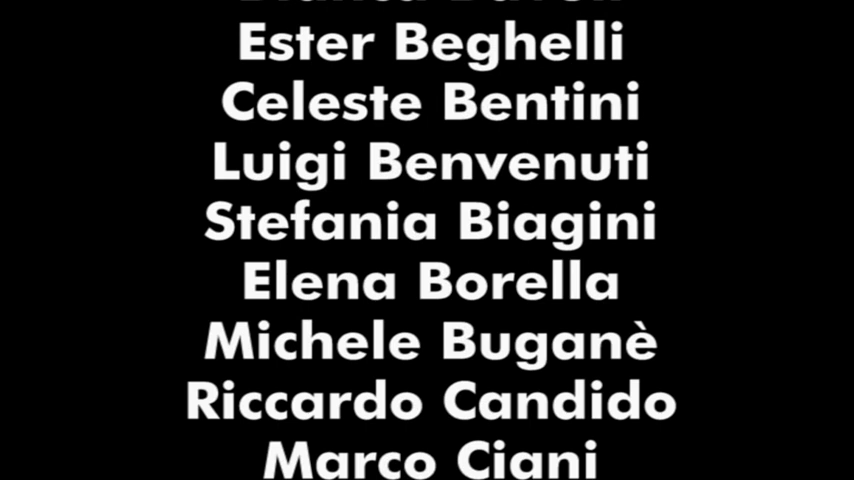 Ester Beghelli
Celeste Bentini
Luigi Benvenuti
Stefania Biagini
Elena Borella
Michele Buganè
Riccardo Candido
Marco Ciani